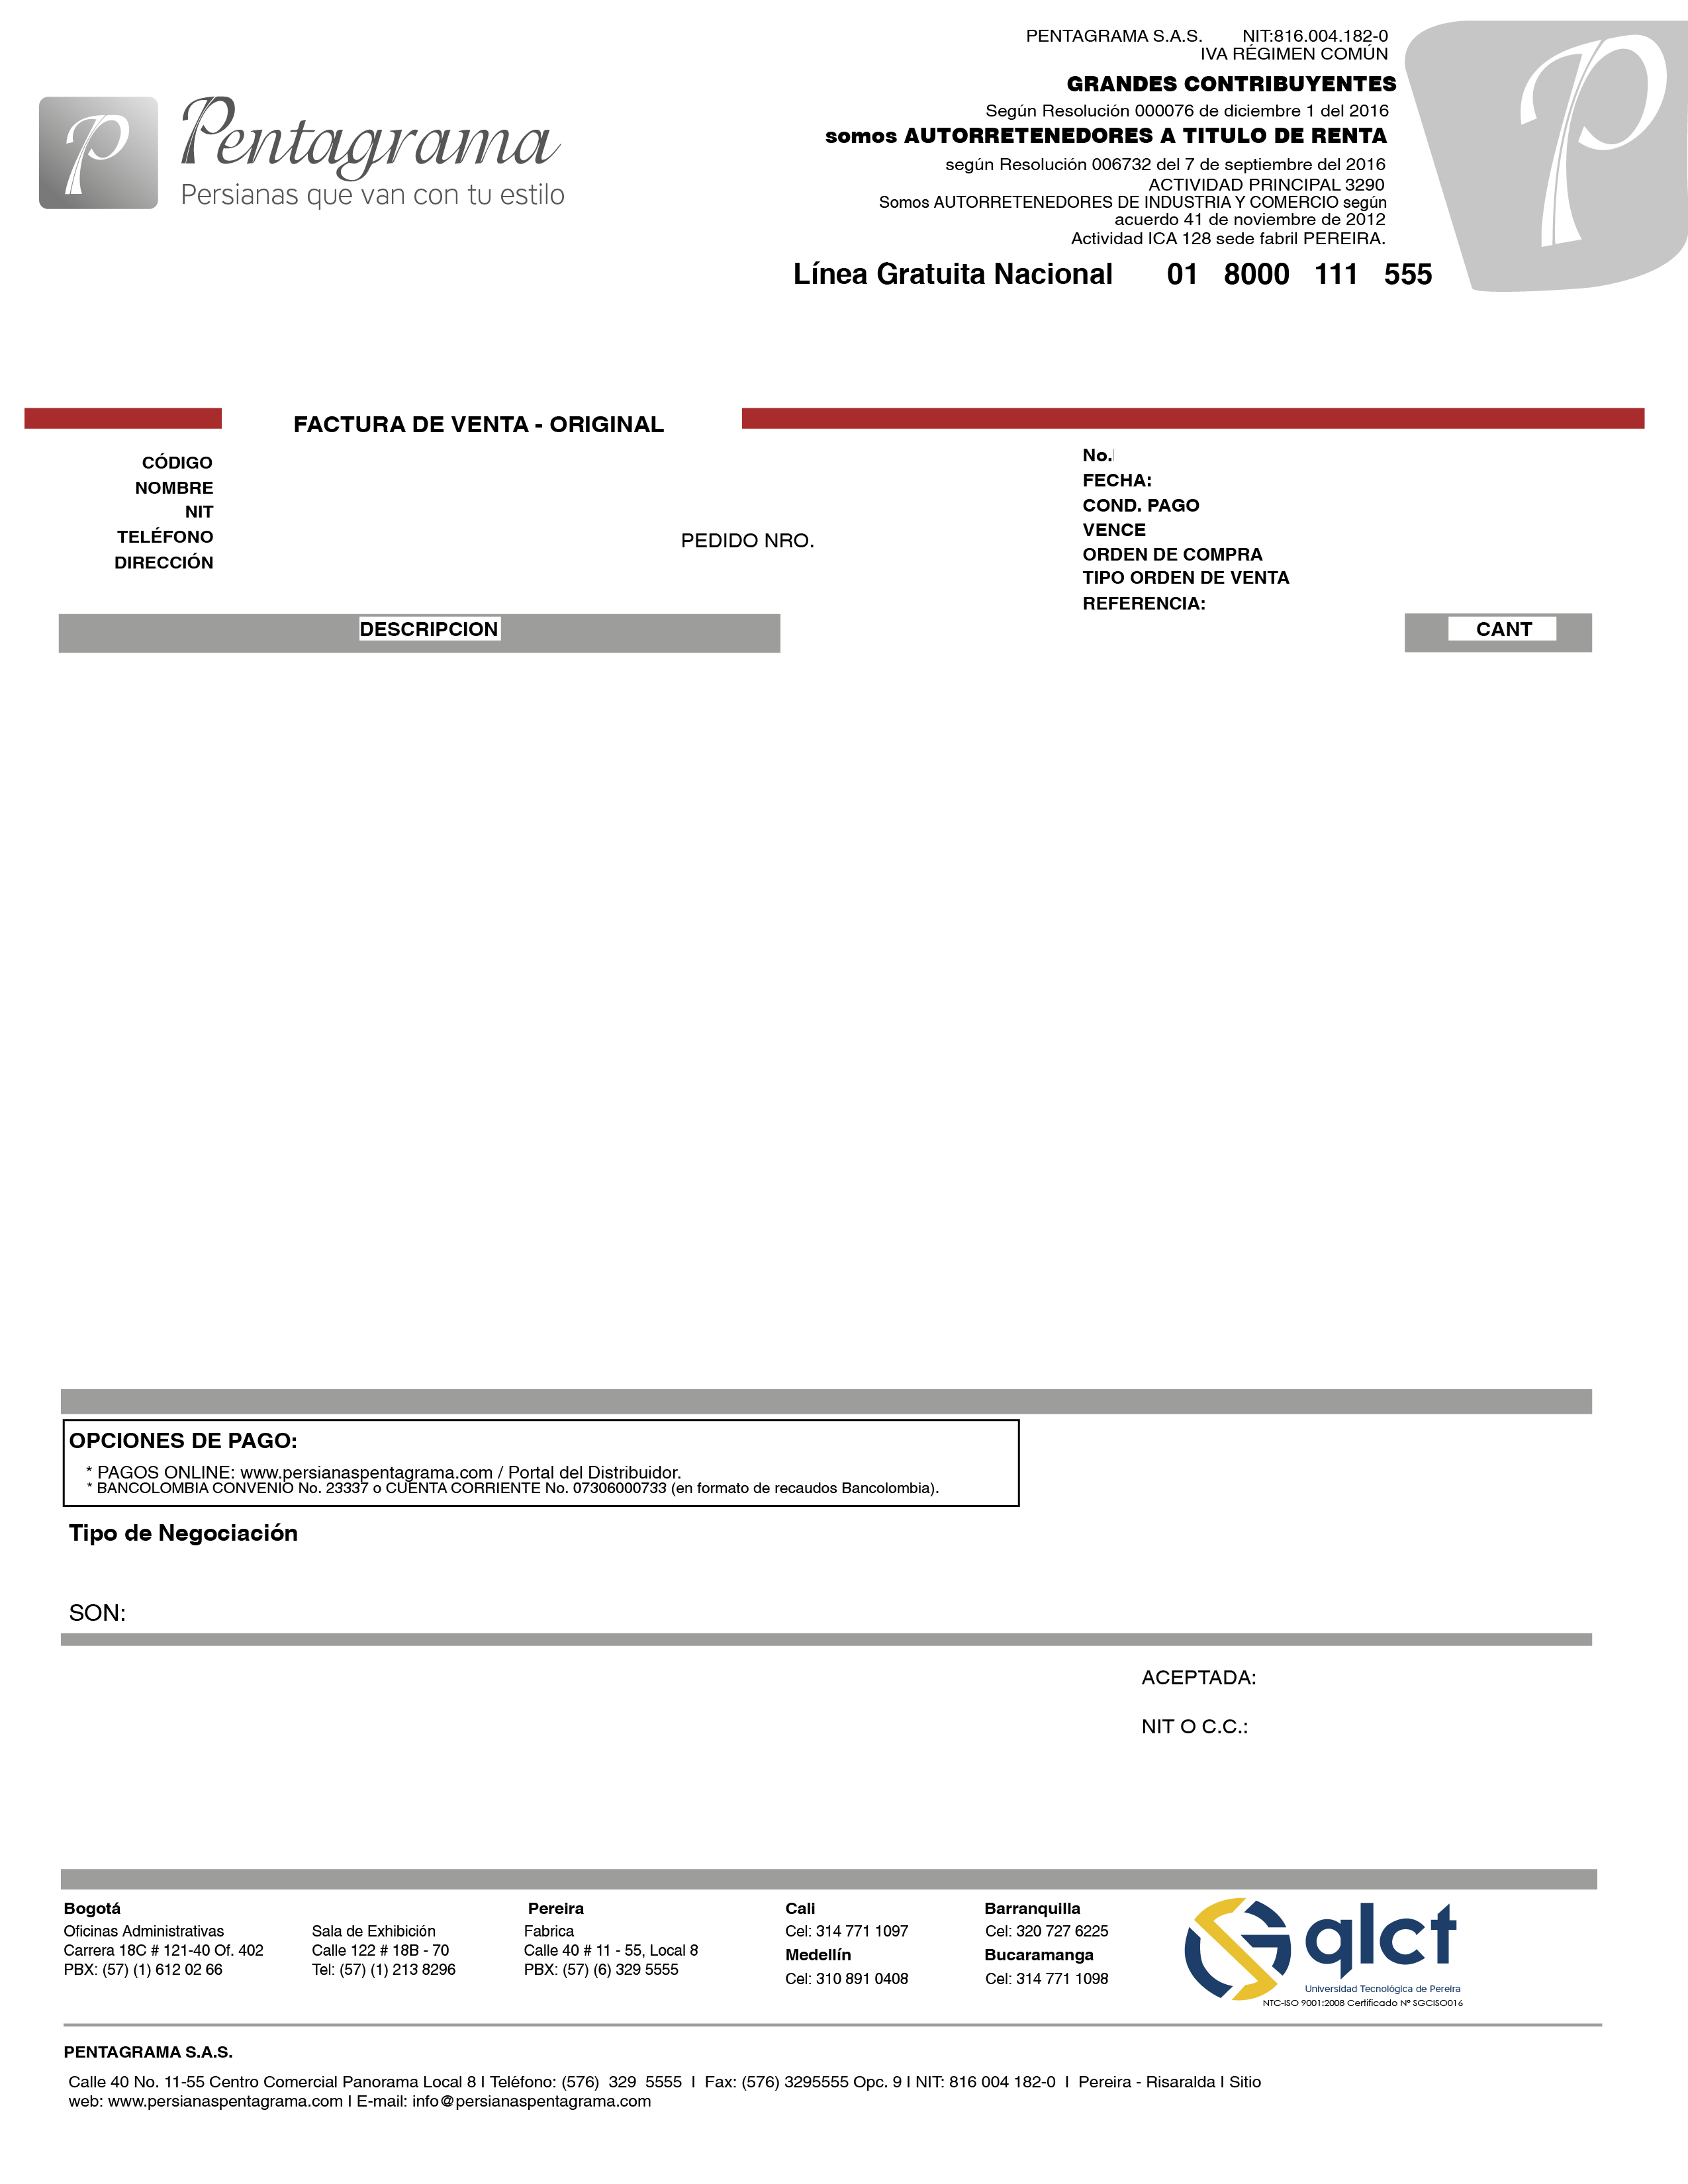 PENTAGRAMA S.A.S. NIT:816.004.182-0
IVA RÉGIMEN COMÚN
GRANDES CONTRIBUYENTES
Según Resolución 000076 de diciembre 1 del 2016
somos AUTORRETENEDORES A TITULO DE RENTA
según Resolución 006732 del 7 de septiembre del 2016
ACTIVIDAD PRINCIPAL 3290
Somos AUTORRETENEDORES DE INDUSTRIA Y COMERCIO según
acuerdo 41 de noviembre de 2012
Actividad ICA 128 sede fabril PEREIRA.
Línea Gratuita Nacional 01 8000 111 555
P
P
Pentagrama
Persianas que van con tu estilo
FACTURA DE VENTA - ORIGINAL
CÓDIGO
NOMBRE
NIT
TELÉFONO
DIRECCIÓN
PEDIDO NRO.
No.
FECHA:
COND. PAGO
VENCE
ORDEN DE COMPRA
TIPO ORDEN DE VENTA
REFERENCIA:
DESCRIPCION
CANT
OPCIONES DE PAGO:
* PAGOS ONLINE: www.persianaspentagrama.com / Portal del Distribuidor.
* BANCOLOMBIA CONVENIO No. 23337 o CUENTA CORRIENTE No. 07306000733 (en formato de recaudos Bancolombia).
Tipo de Negociación
SON:
ACEPTADA:
NIT O C.C.:
Bogotá
Oficinas Administrativas
Carrera 18C # 121-40 Of. 402
PBX: (57) (1) 612 02 66
Sala de Exhibición
Calle 122 # 18B - 70
Tel: (57) (1) 213 8296
Pereira
Fabrica
Calle 40 # 11 - 55, Local 8
PBX: (57) (6) 329 5555
Cali
Cel: 314 771 1097
Medellín
Cel: 310 891 0408
Barranquilla
Cel: 320 727 6225
Bucaramanga
Cel: 314 771 1098
qlct
Universidad Tecnológica de Pereira
NTC-ISO 9001:2008 Certificado Nº SGCISO016
PENTAGRAMA S.A.S.
Calle 40 No. 11-55 Centro Comercial Panorama Local 8 I Teléfono: (576) 329 5555 I Fax: (576) 3295555 Opc. 9 I NIT: 816 004 182-0 I Pereira - Risaralda I Sitio
web: www.persianaspentagrama.com I E-mail: info@persianaspentagrama.com